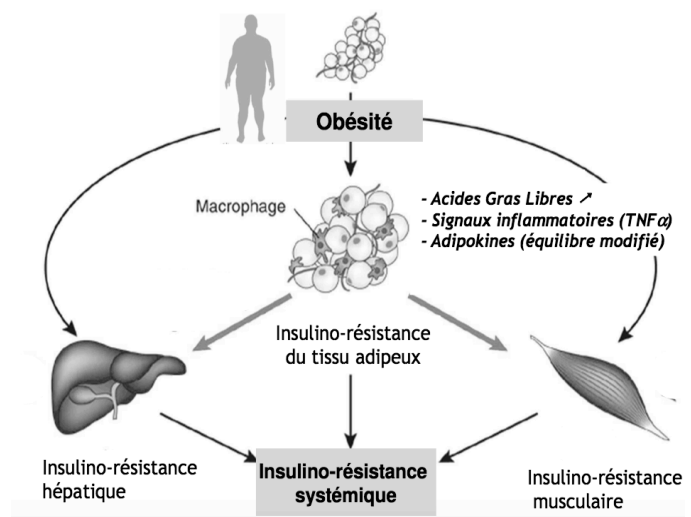 Obésité
Macrophage
- Acides Gras Libres ↗
- Signaux inflammatoires (TNFα)
- Adipokines (équilibre modifié)
Insulino-résistance
du tissu adipeux
Insulino-résistance
hépatique
Insulino-résistance
systémique
Insulino-résistance
musculaire